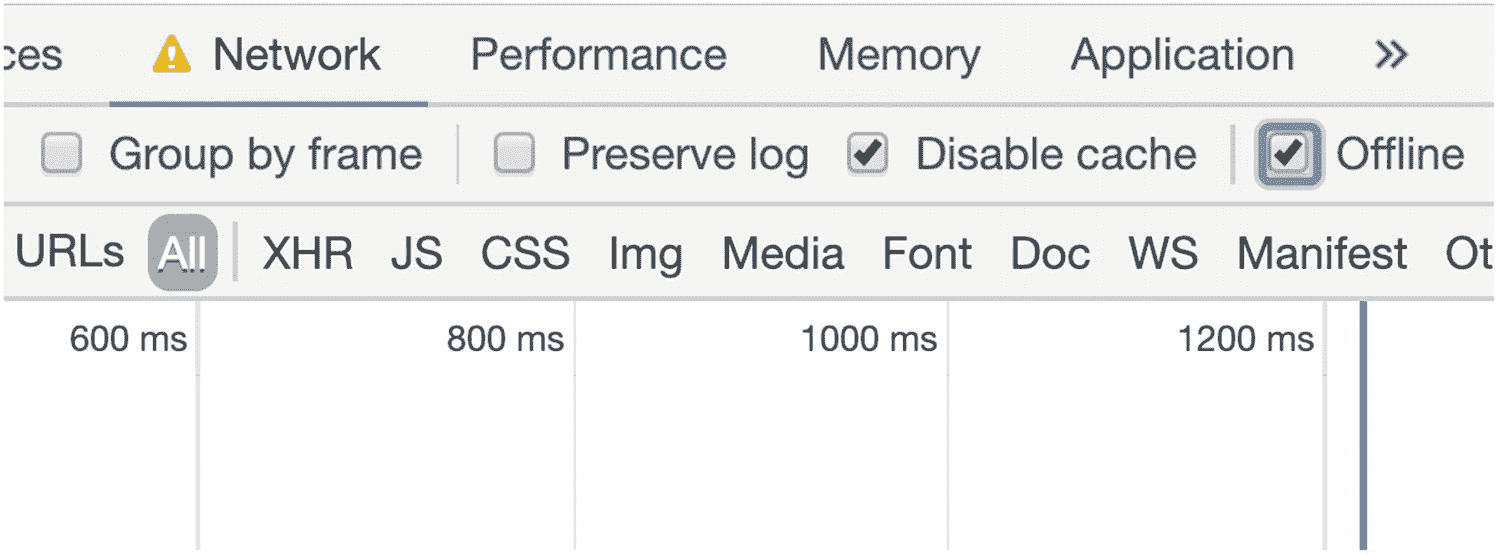 ces Network Performance Memory Application »
Group by frame Preserve log Disable cache Offline
URLs All XHR JS CSS Img Media Font Doc WS Manifest Ot
600 ms 800 ms 1000 ms 1200 ms